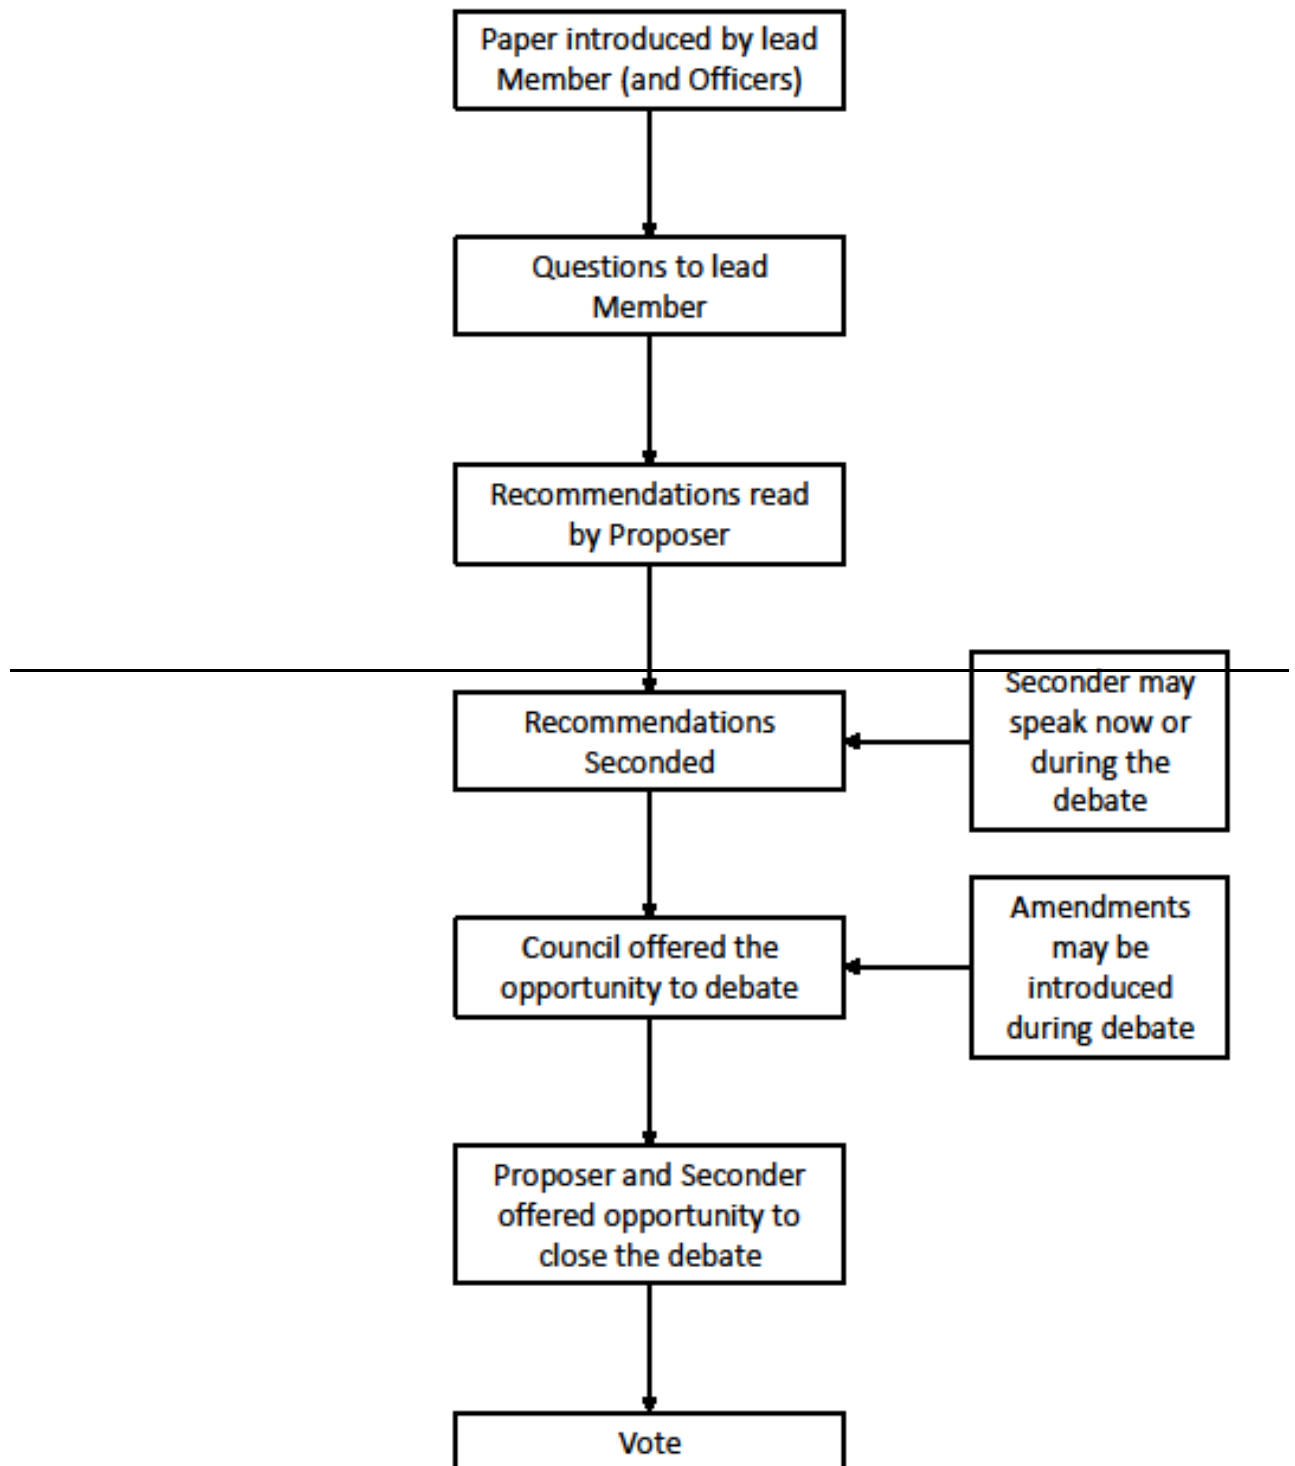 Paper introduced by lead
Member (and Officers)
Questions to lead
Member
Recommendations read
by Proposer
Recommendations
Seconded
Seconder may
speak now or
during the
debate
Council offered the
opportunity to debate
Amendments
may be
introduced
during debate
Proposer and Seconder
offered opportunity to
close the debate
Vote